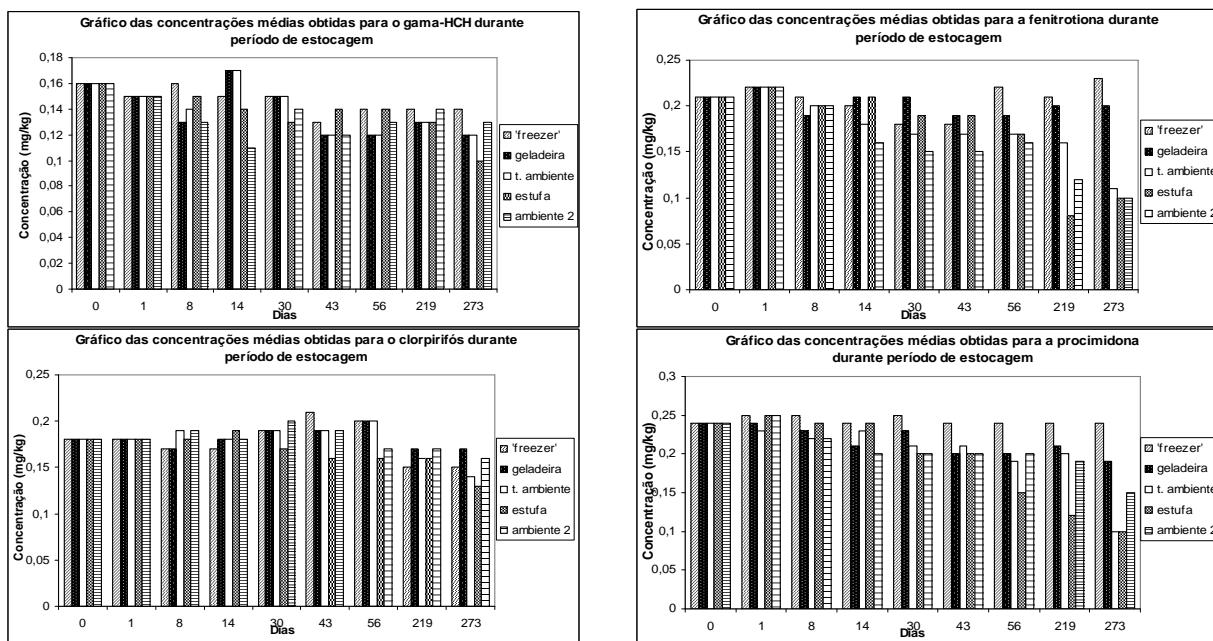 Gráfico das concentrações médias obtidas para o gama-HCH durante
período de estocagem
Concentração (mg/kg)
0,18
0,16
0,14
0,12
0,1
0,08
0,06
0,04
0,02
0
0 1 8 14 30 43 56 219 273
Dias
'freezer'
geladeira
t. ambiente
estufa
ambiente 2
Gráfico das concentrações médias obtidas para a fenitrotiona durante
período de estocagem
Concentração (mg/kg)
0,25
0,2
0,15
0,1
0,05
0
0 1 8 14 30 43 56 219 273
Dias
'freezer'
geladeira
t. ambiente
estufa
ambiente 2
Gráfico das concentrações médias obtidas para o clorpirifós durante
período de estocagem
Concentração (mg/kg)
0,25
0,2
0,15
0,1
0,05
0
0 1 8 14 30 43 56 219 273
Dias
'freezer'
geladeira
t. ambiente
estufa
ambiente 2
Gráfico das concentrações médias obtidas para a procimidona
durante período de estocagem
Concentração (mg/kg)
0,3
0,25
0,2
0,15
0,1
0,05
0
0 1 8 14 30 43 56 219 273
Dias
'freezer'
geladeira
t. ambiente
estufa
ambiente 2